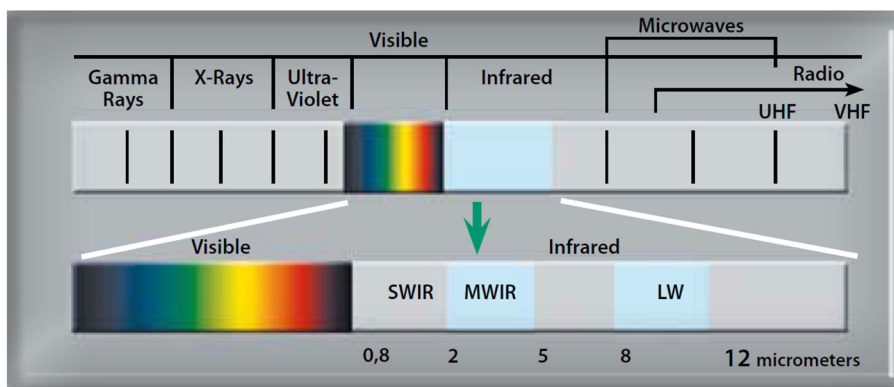 Visible
Microwaves
Gamma Rays
X-Rays
Ultra-
Violet
Infrared
Radio
UHF
VHF
Visible
Infrared
SWIR
MWIR
LW
0,8
2
5
8
12 micrometers